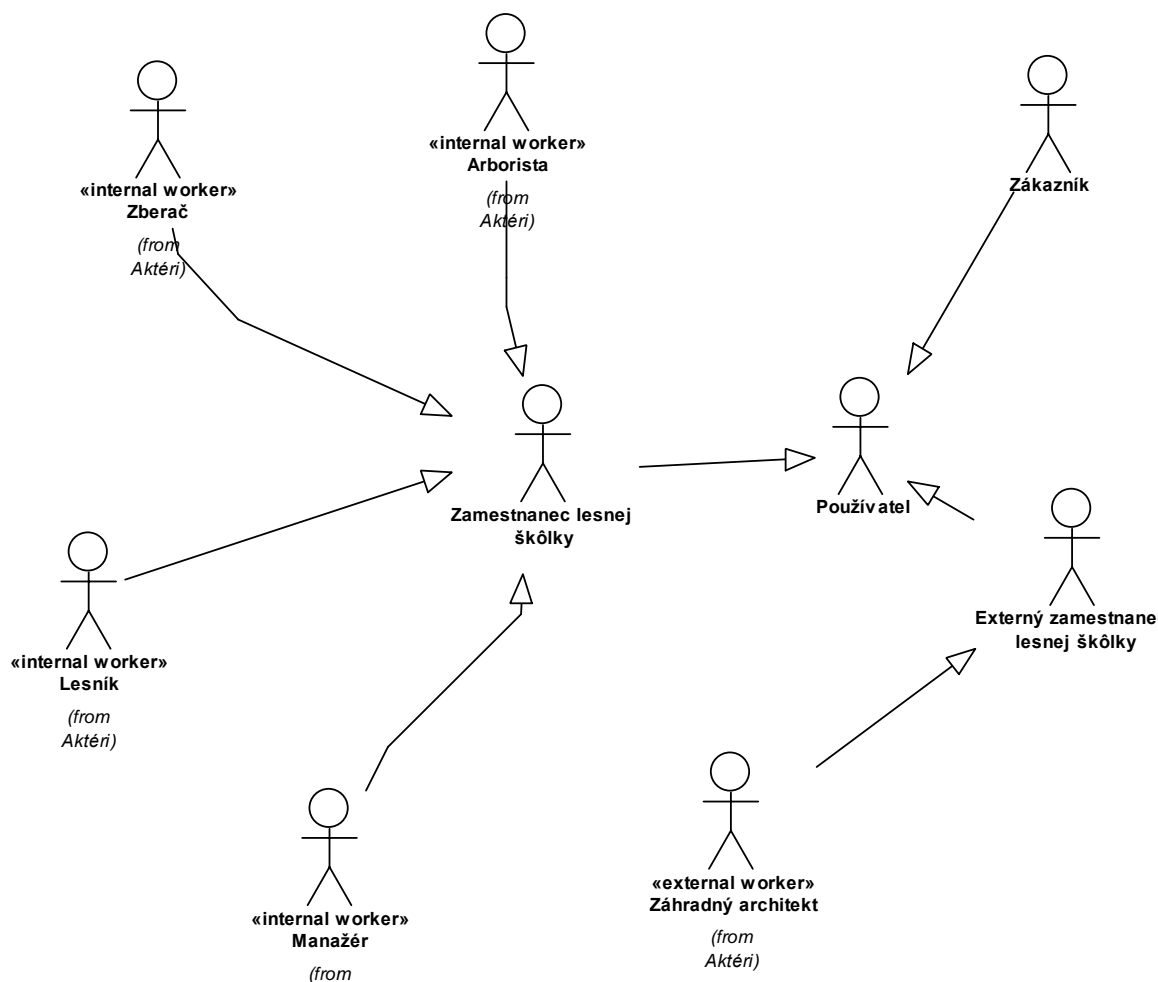 «internal worker»
Arborista
(from
Aktéri)
«internal worker»
Zberač
(from
Aktéri)
Zákazník
Zamestnanec lesnej
škôlky
Používatel
Externý zamestnane
lesnej škôlky
«internal worker»
Lesník
(from
Aktéri)
«external worker»
Záhradný architekt
(from
Aktéri)
«internal worker»
Manažér
(from